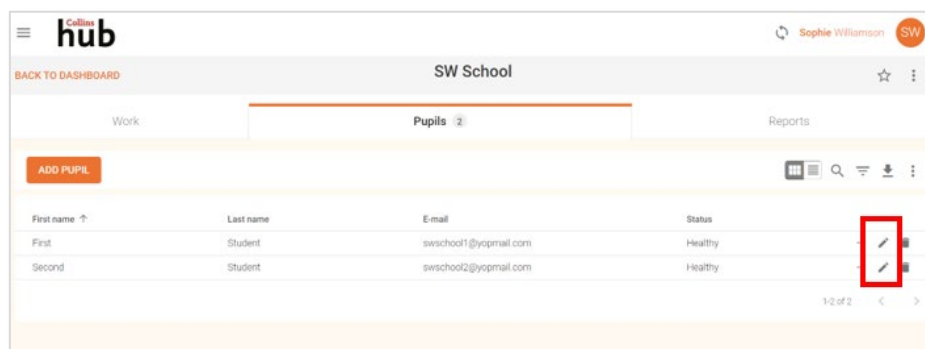 Collins
hub
Sophie Williamson SW
BACK TO DASHBOARD SW School
Work Pupils 2 Reports
ADD PUPIL
First name ↑ Last name E-mail Status
First Student swschool1@yopmail.com Healthy
Second Student swschool2@yopmail.com Healthy
1-2 of 2 < >